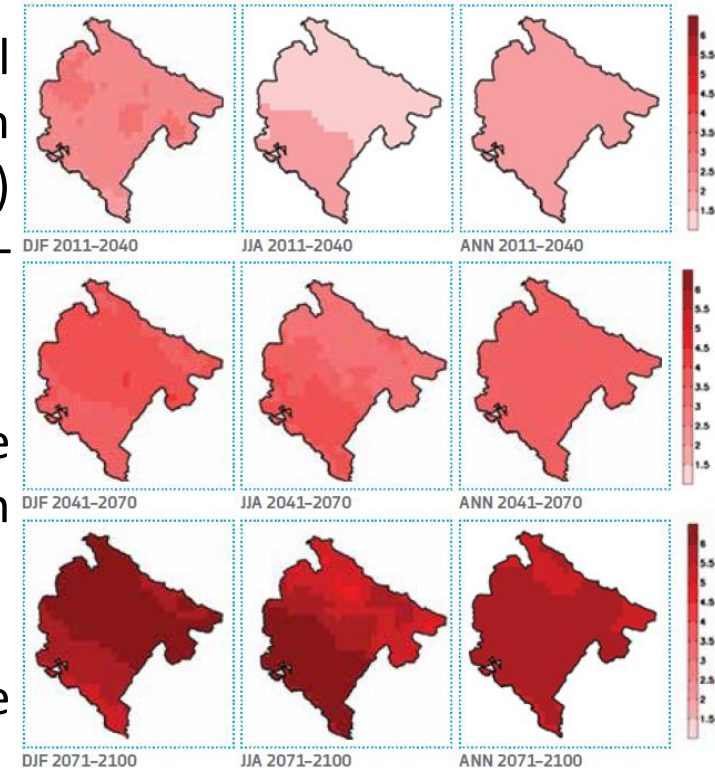 l
n
)
6
5.5
5
4.5
4
3.5
3
2.5
2
1.5
DJF 2011–2040
JJA 2011–2040
ANN 2011–2040
–
6
5.5
5
4.5
4
3.5
3
2.5
2
1.5
e
n
DJF 2041–2070
JJA 2041–2070
ANN 2041–2070
6
5.5
5
4.5
4
3.5
3
2.5
2
1.5
e
DJF 2071–2100
JJA 2071–2100
ANN 2071–2100